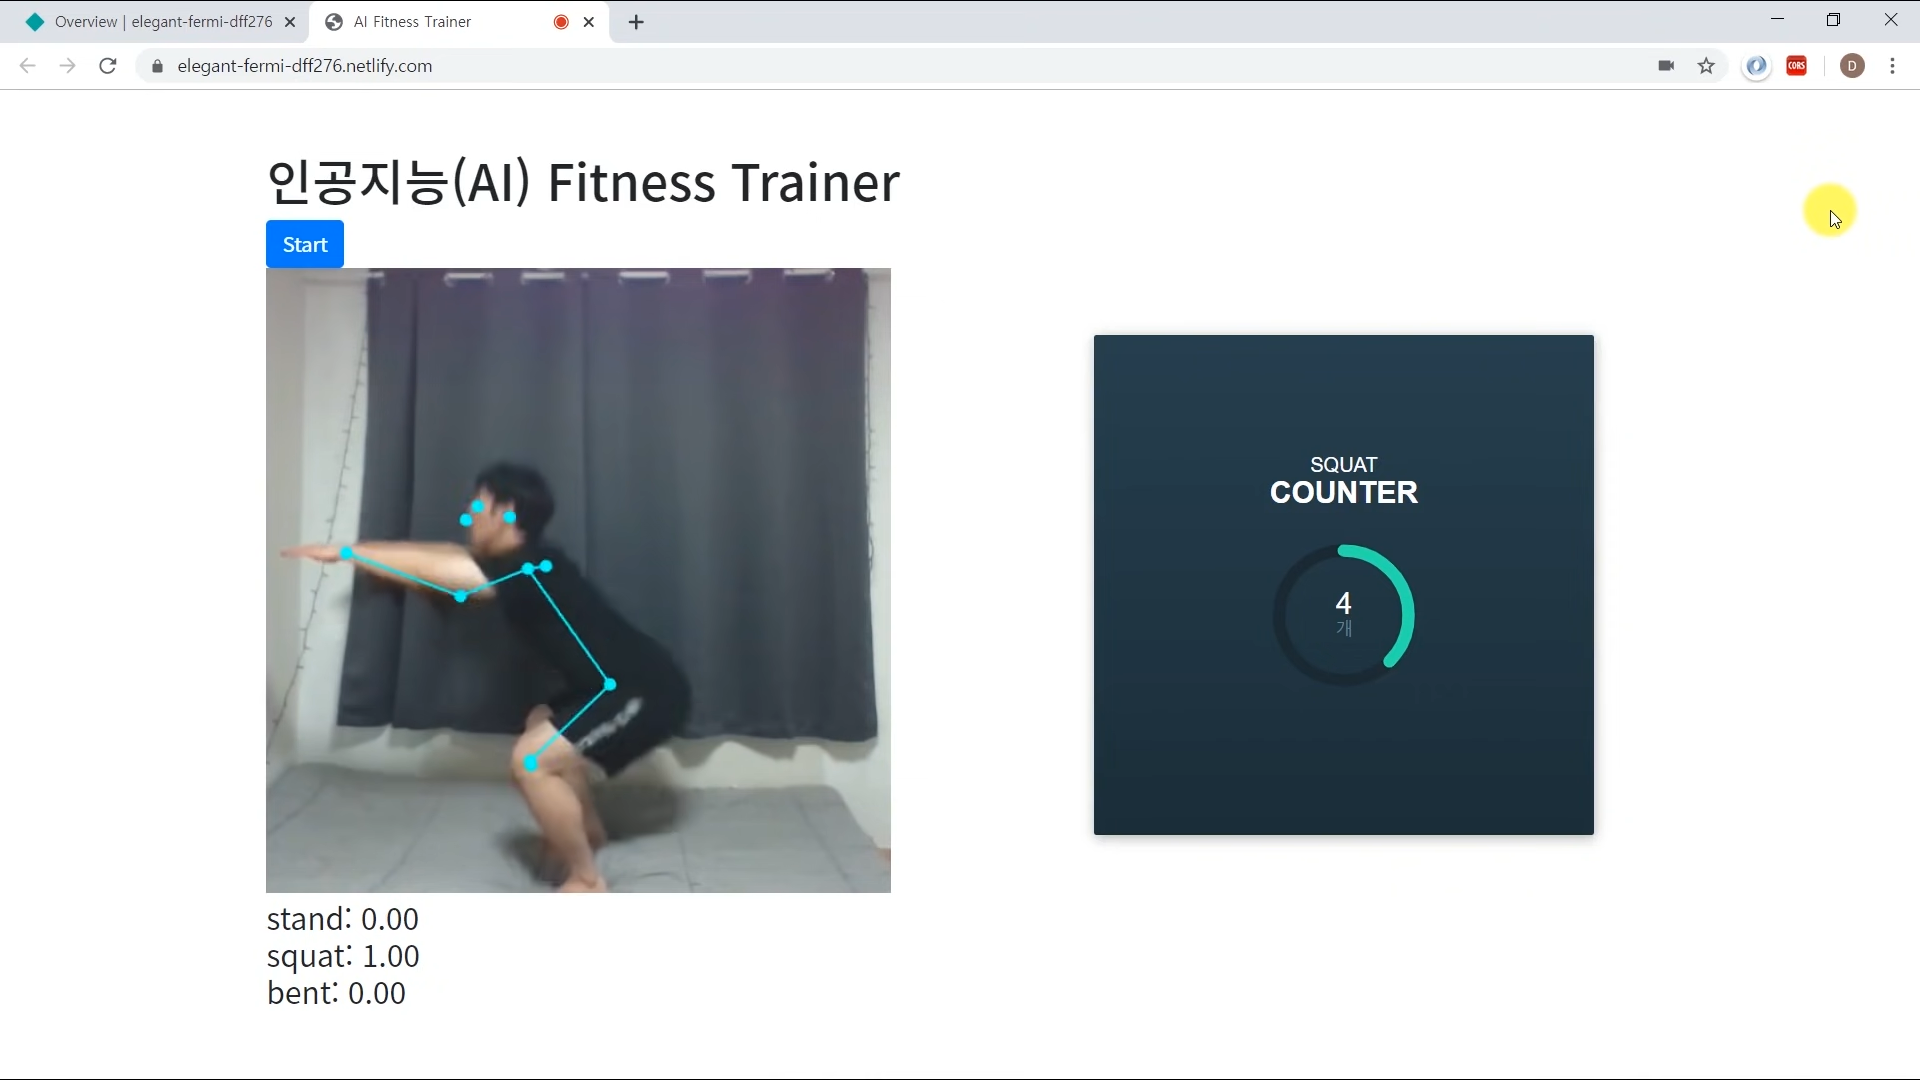 Overview | elegant-fermi-dff276
AI Fitness Trainer
elegant-fermi-dff276.netlify.com
CORS
D
인공지능(AI) Fitness Trainer
Start
SQUAT
COUNTER
4
개
stand: 0.00
squat: 1.00
bent: 0.00